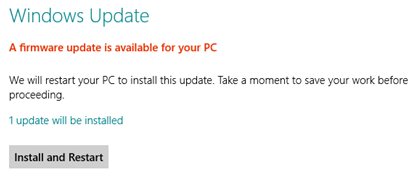 Windows Update
A firmware update is available for your PC
We will restart your PC to install this update. Take a moment to save your work before
proceeding.
1 update will be installed
Install and Restart